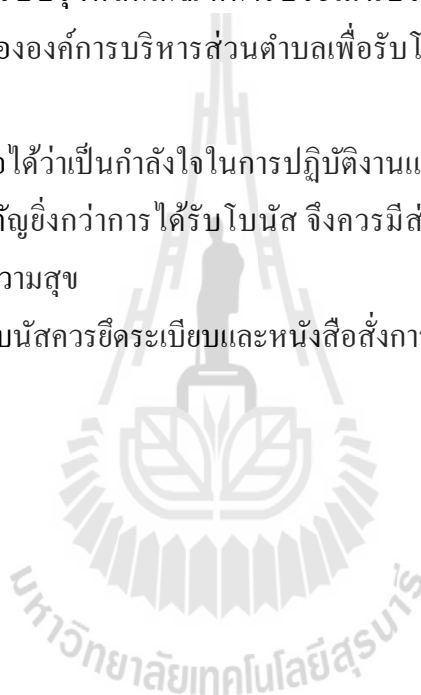 ององค์การบริหารส่วนตำบลเพื่อรับโ
อได้ว่าเป็นกำลังใจในการปฏิบัติงานแ
ัญยิ่งกว่าการได้รับโบนัส จึงควรมีส่
วามสุข
บนัสควรยึดระเบียบและหนังสือสั่งการ
มหาวิทยาลัยเทคโนโลยีสุรนารี